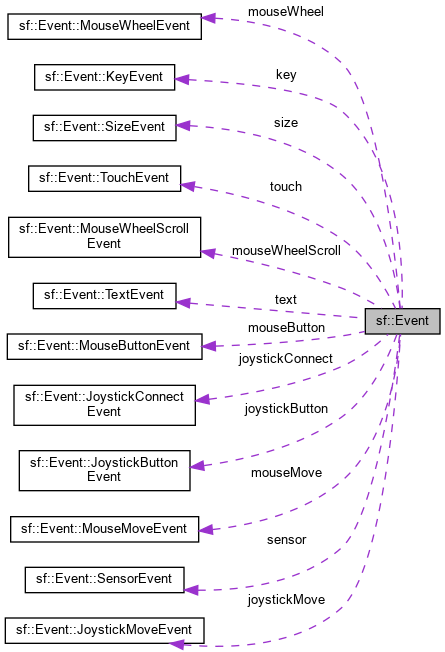 mouseWheel
sf::Event::MouseWheelEvent
key
sf::Event::KeyEvent
size
sf::Event::SizeEvent
touch
sf::Event::TouchEvent
sf::Event::MouseWheelScroll
Event
mouseWheelScroll
sf::Event::TextEvent
text
sf::Event
mouseButton
sf::Event::MouseButtonEvent
joystickConnect
sf::Event::JoystickConnect
Event
joystickButton
sf::Event::JoystickButton
Event
mouseMove
sf::Event::MouseMoveEvent
sensor
sf::Event::SensorEvent
joystickMove
sf::Event::JoystickMoveEvent